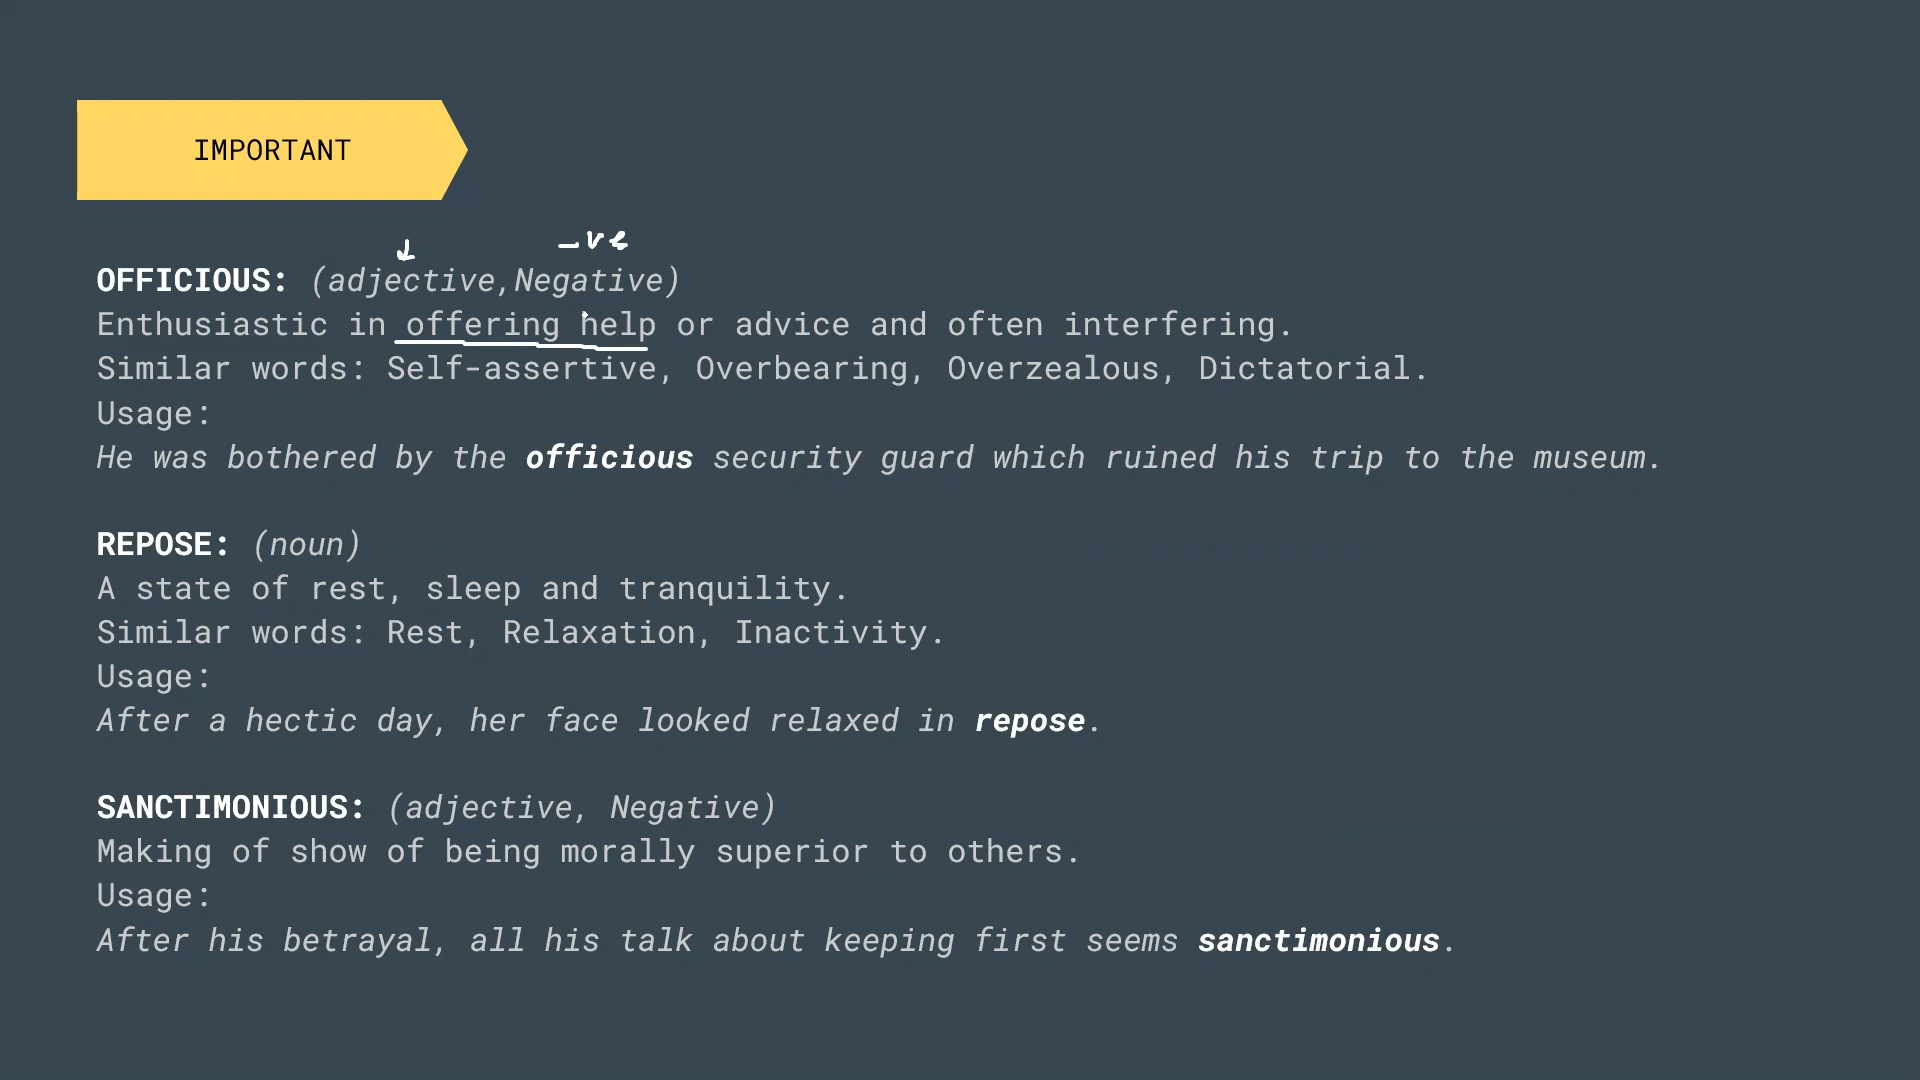 IMPORTANT
-ve
OFFICIOUS: (adjective,Negative)
Enthusiastic in offering help or advice and often interfering.
Similar words: Self-assertive, Overbearing, Overzealous, Dictatorial.
Usage:
He was bothered by the officious security guard which ruined his trip to the museum.
REPOSE: (noun)
A state of rest, sleep and tranquility.
Similar words: Rest, Relaxation, Inactivity.
Usage:
After a hectic day, her face looked relaxed in repose.
SANCTIMONIOUS: (adjective, Negative)
Making of show of being morally superior to others.
Usage:
After his betrayal, all his talk about keeping first seems sanctimonious.